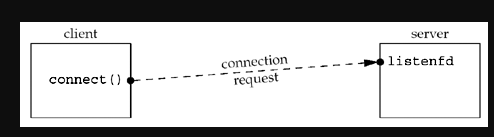 client
server
connect()
connection
request
listenfd